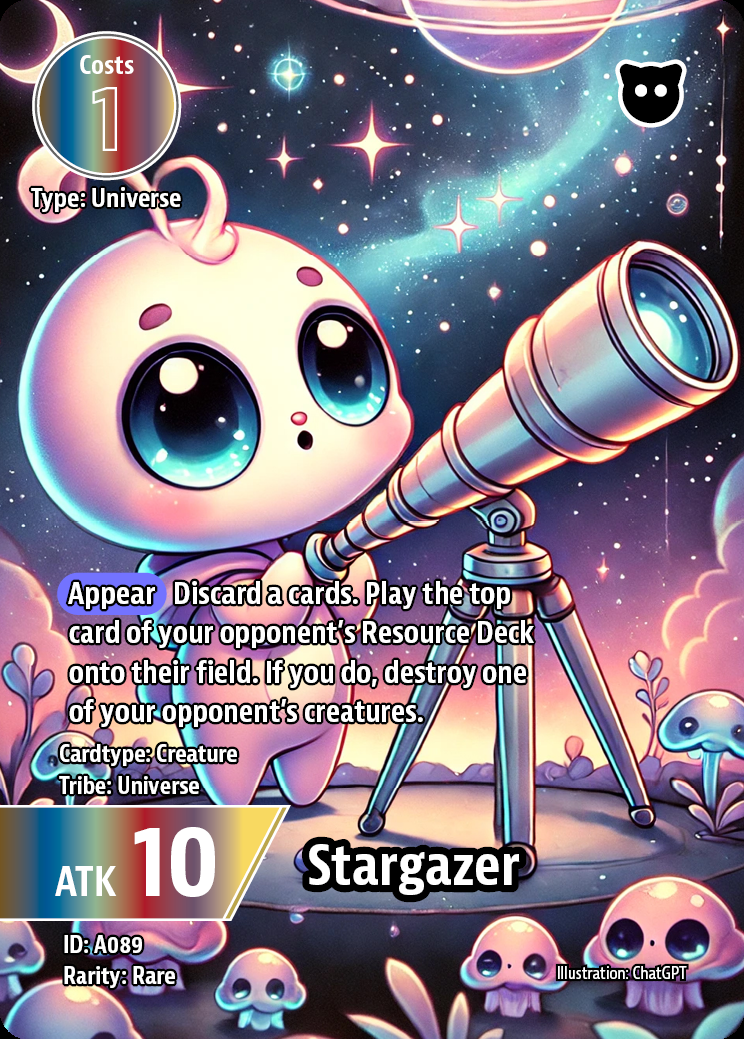 Costs
1
Type: Universe
Appear Discard a cards. Play the top
card of your opponent's Resource Deck
onto their field. If you do, destroy one
of your opponent's creatures.
Cardtype: Creature
Tribe: Universe
ATK 10
Stargazer
ID: A089
Rarity: Rare
Illustration: ChatGPT